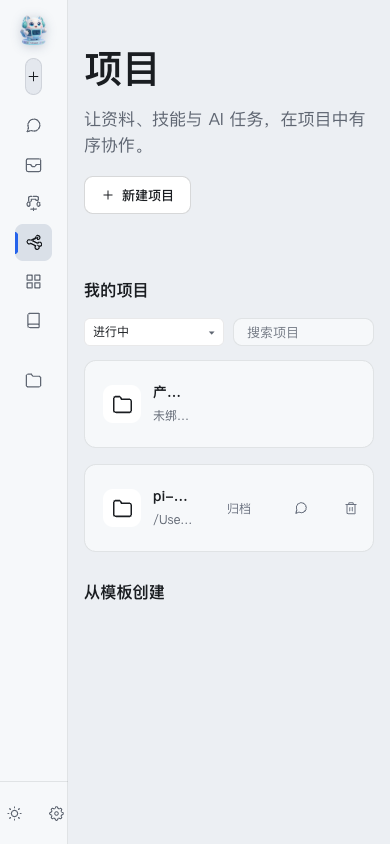 项目
让资料、技能与 AI 任务，在项目中有
序协作。
新建项目
我的项目
进行中
搜索项目
产...
未绑...
pi-...
/Use...
归档
从模板创建